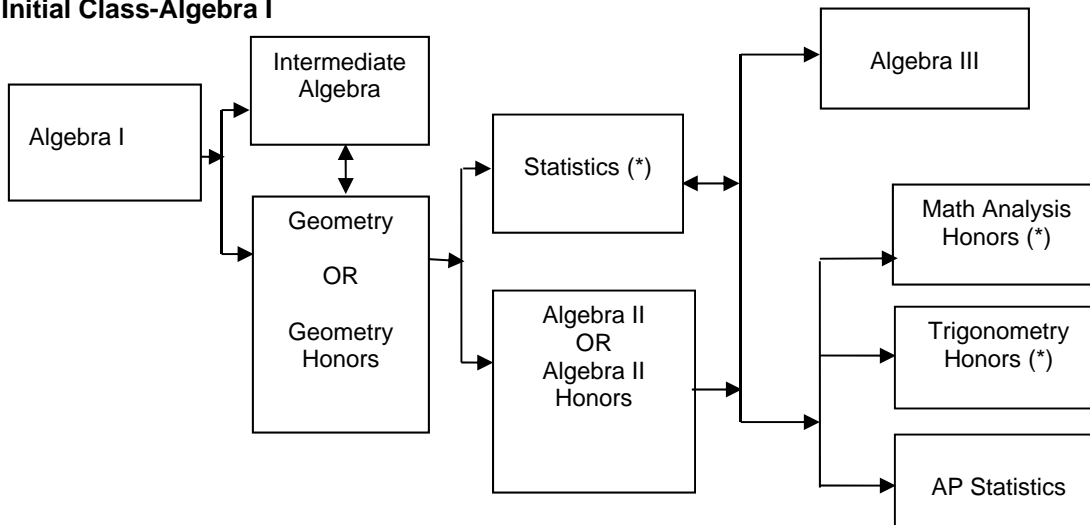 Initial Class-Algebra I
Algebra I
Intermediate
Algebra
Geometry
OR
Geometry
Honors
Statistics (*)
Algebra II
OR
Algebra II
Honors
Algebra III
Math Analysis
Honors (*)
Trigonometry
Honors (*)
AP Statistics